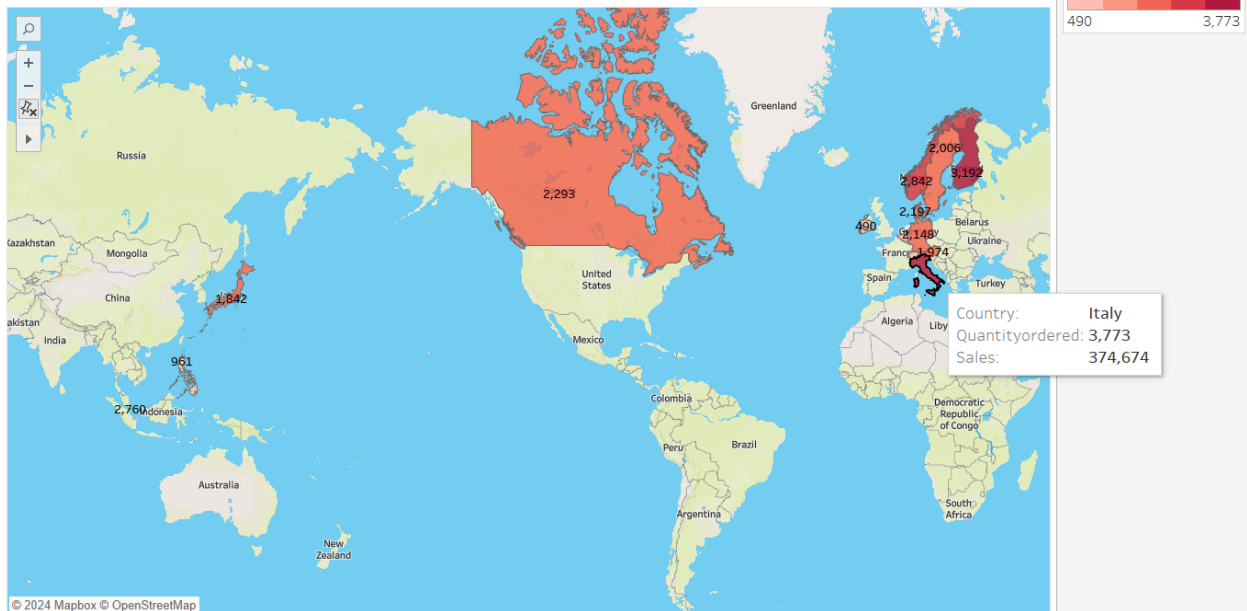 490
3,773
Greenland
Russia
2,006
3,192
2,842
2,293
2,197
490
Belarus
2,148
Ukraine
Kazakhstan
Mongolia
France
1,974
United
States
Spain
Turkey
China
1,842
akistan
Algeria
Liby
India
Country: Italy
Quantityordered: 3,773
Sales: 374,674
Mexico
961
Colombia
Democratic
Republic
of Congo
2,760
Indonesia
Peru
Brazil
Australia
South
Africa
Argentina
New
Zealand
© 2024 Mapbox © OpenStreetMap